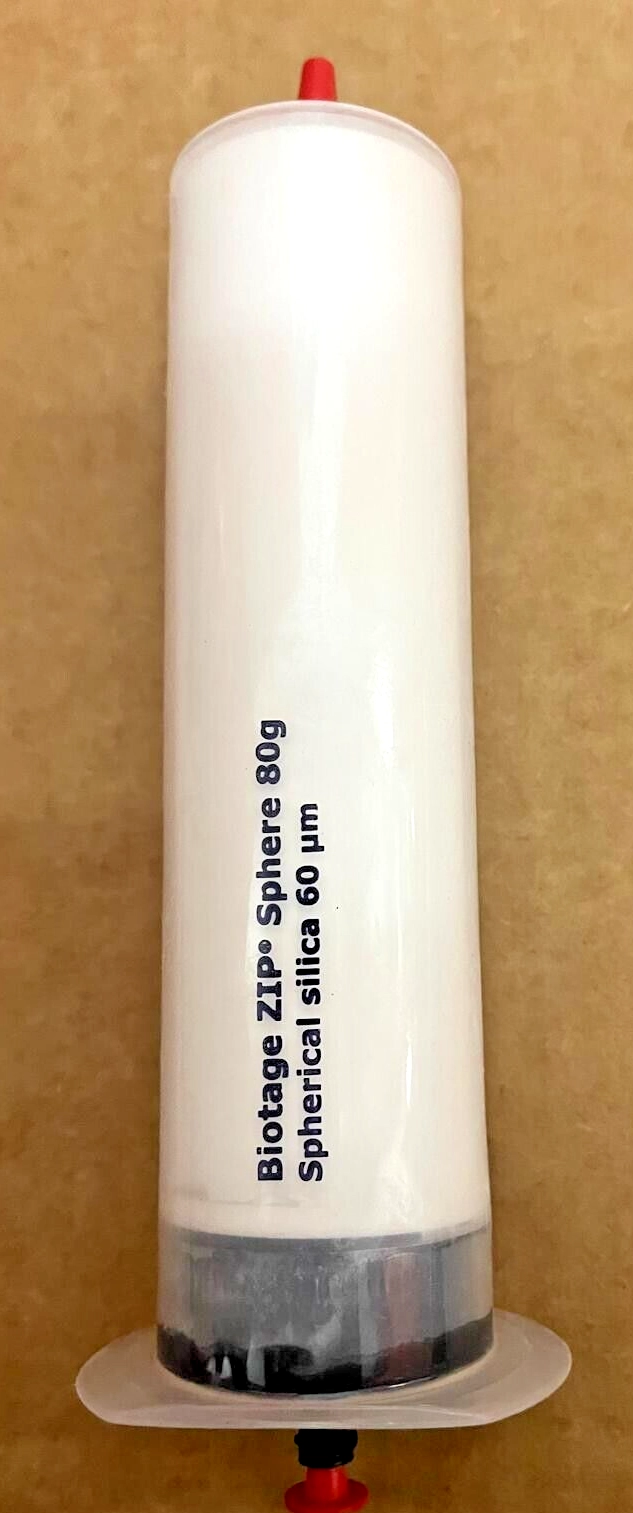 Biotage ZIP® Sphere 80g
Spherical silica 60 µm